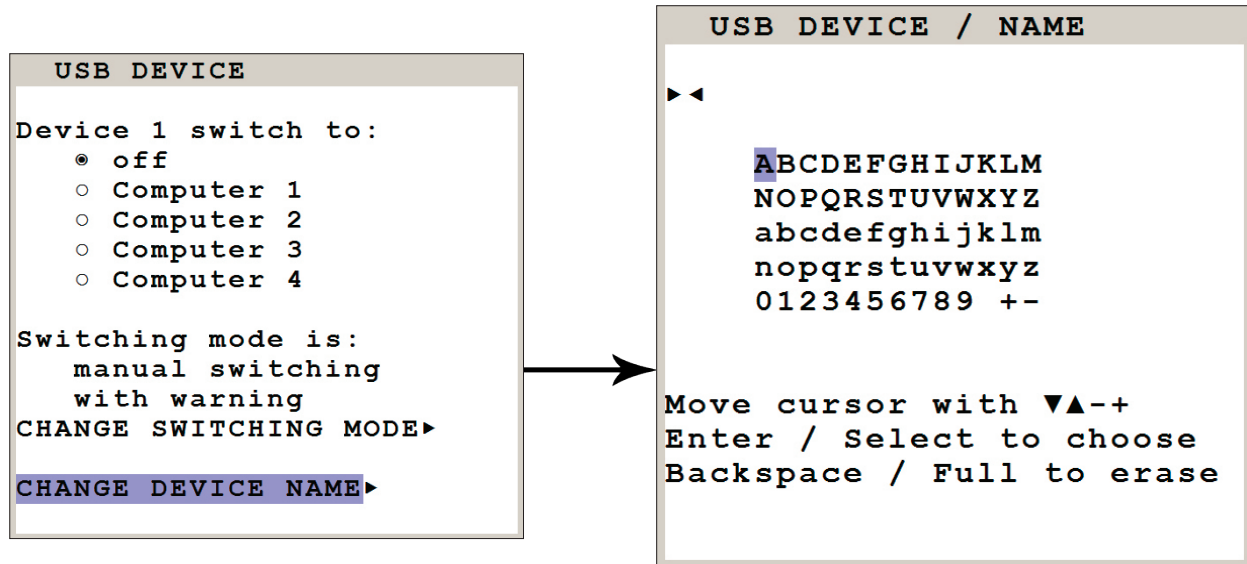 USB DEVICE
Device 1 switch to:
◉ off
○ Computer 1
○ Computer 2
○ Computer 3
○ Computer 4
Switching mode is:
manual switching
with warning
CHANGE SWITCHING MODE►
CHANGE DEVICE NAME►
USB DEVICE / NAME
►◄
ABCDEFGHIJKLM
NOPQRSTUVWXYZ
abcdefghijklm
nopqrstuvwxyz
0123456789 +-
Move cursor with ▼▲-+
Enter / Select to choose
Backspace / Full to erase